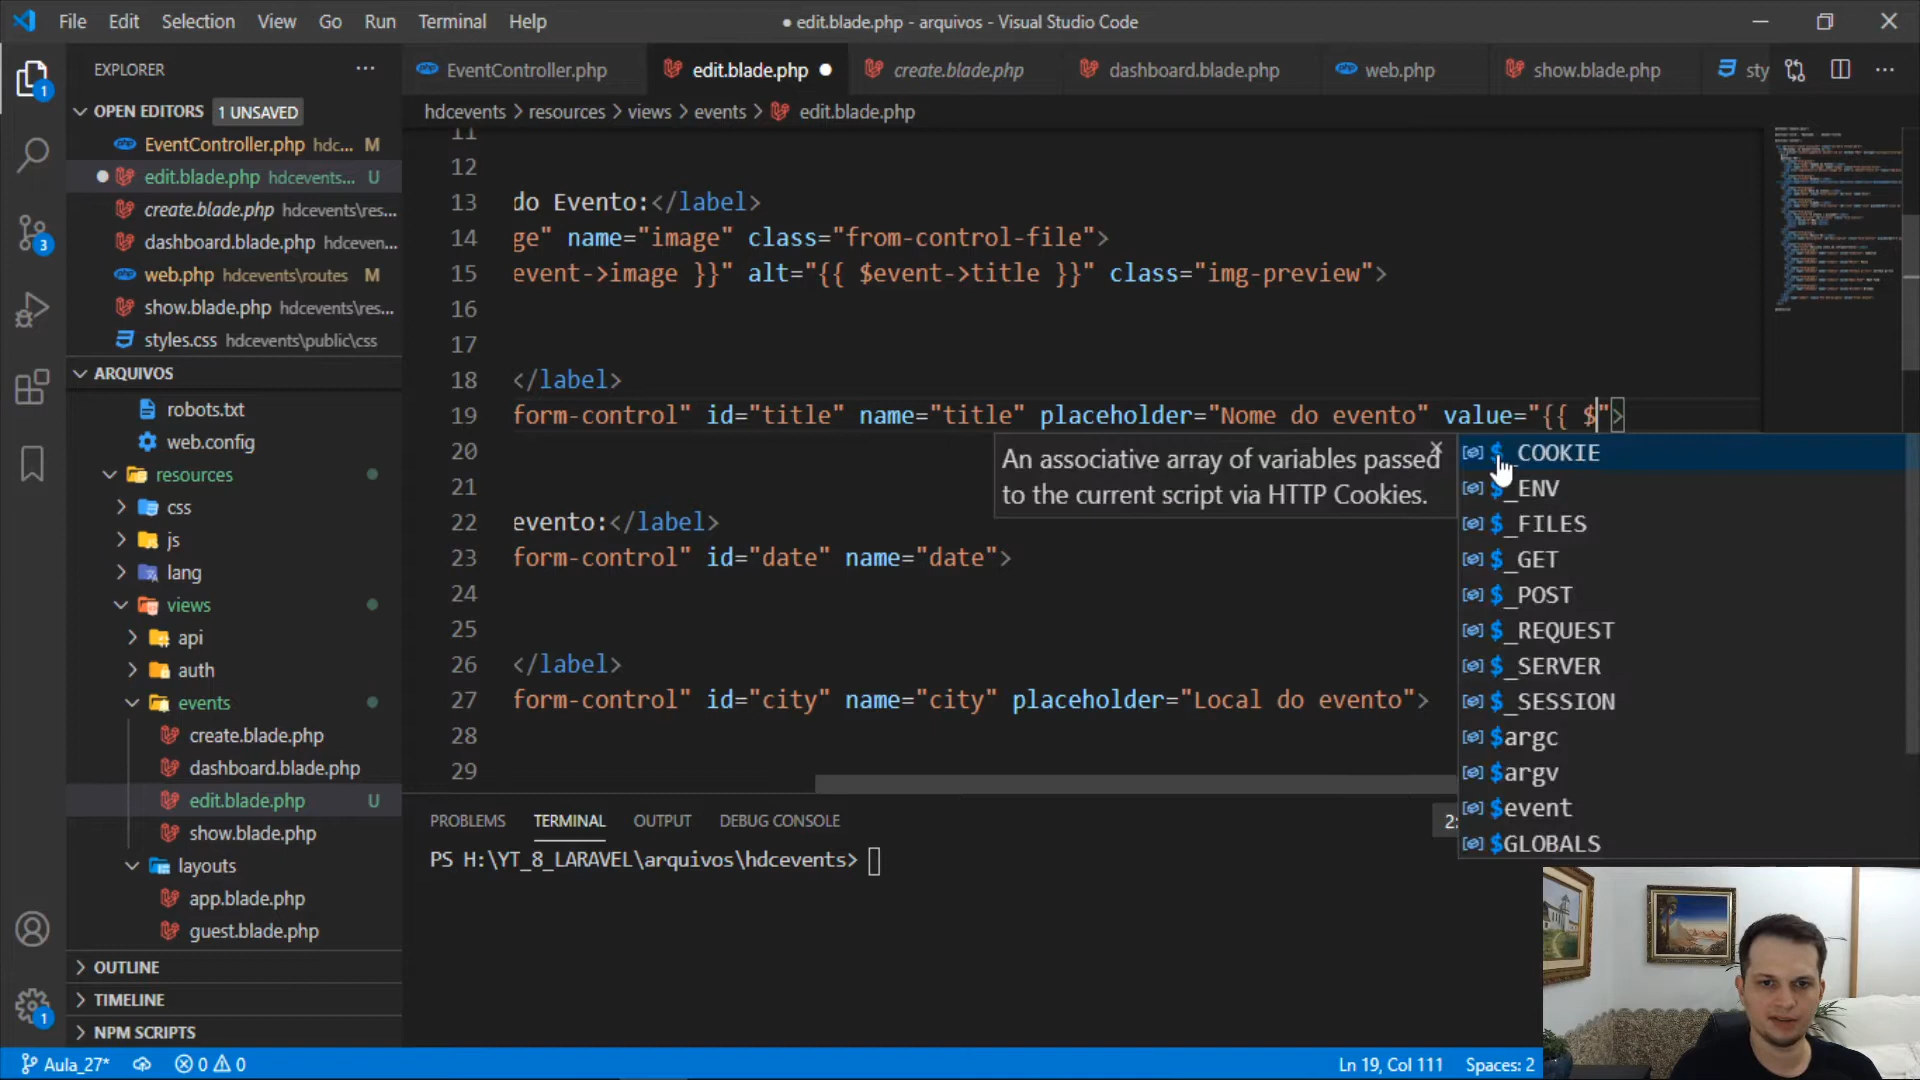 File Edit Selection View Go Run Terminal Help
● edit.blade.php - arquivos - Visual Studio Code
EXPLORER
OPEN EDITORS 1 UNSAVED
EventController.php hdc... M
edit.blade.php hdcevents... U
create.blade.php hdcevents\res...
dashboard.blade.php hdceven...
web.php hdcevents\routes M
show.blade.php hdcevents\res...
styles.css hdcevents\public\css
ARQUIVOS
robots.txt
web.config
resources
css
js
lang
views
api
auth
events
create.blade.php
dashboard.blade.php
edit.blade.php U
show.blade.php
layouts
app.blade.php
guest.blade.php
OUTLINE
TIMELINE
NPM SCRIPTS
1
3
1
EventController.php edit.blade.php create.blade.php dashboard.blade.php web.php show.blade.php sty
hdcevents > resources > views > events > edit.blade.php
11
12
13 do Evento:</label>
14 ge" name="image" class="from-control-file">
15 event->image }}" alt="{{ $event->title }}" class="img-preview">
16
17
18 </label>
19 form-control" id="title" name="title" placeholder="Nome do evento" value="{{ $">
20
21
22 evento:</label>
23 form-control" id="date" name="date">
24
25
26 </label>
27 form-control" id="city" name="city" placeholder="Local do evento">
28
29
An associative array of variables passed
to the current script via HTTP Cookies.
$_COOKIE
$_ENV
$_FILES
$_GET
$_POST
$_REQUEST
$_SERVER
$_SESSION
$argc
$argv
$event
$GLOBALS
PROBLEMS TERMINAL OUTPUT DEBUG CONSOLE 2:
PS H:\YT_8_LARAVEL\arquivos\hdcevents>
Aula_27* 0 0 Ln 19, Col 111 Spaces: 2